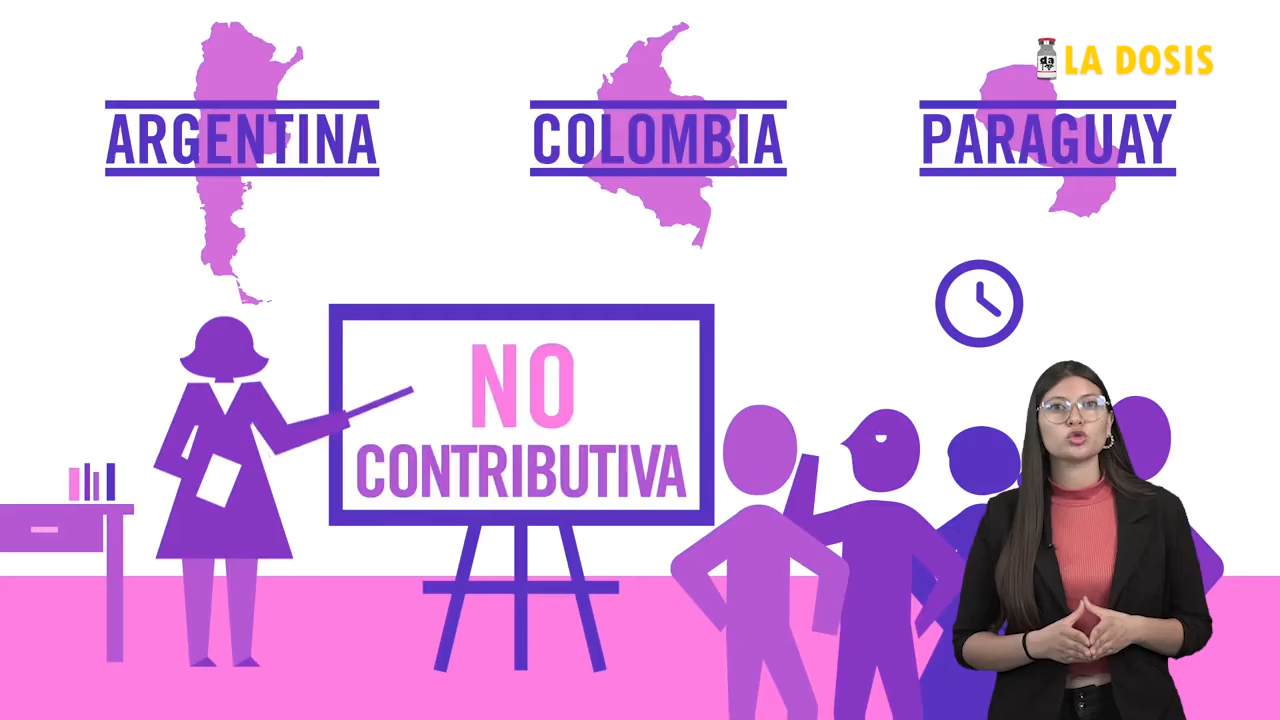 LA DOSIS
ARGENTINA
COLOMBIA
PARAGUAY
NO
CONTRIBUTIVA